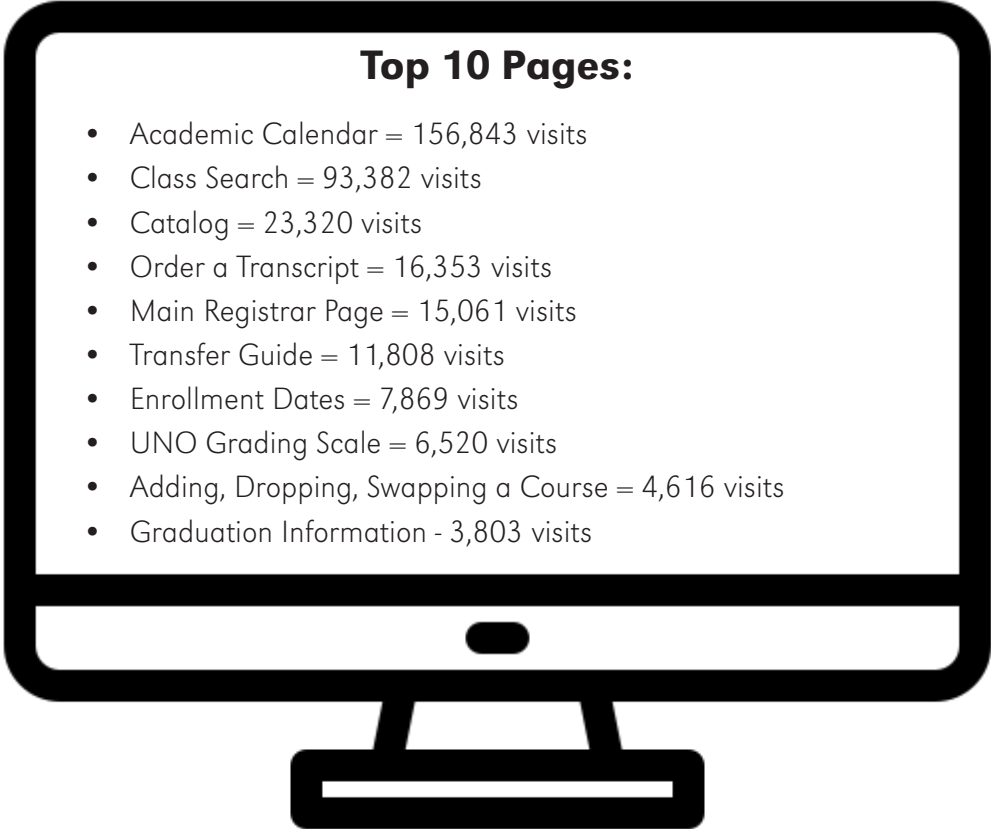 Top 10 Pages:
• Academic Calendar = 156,843 visits
• Class Search = 93,382 visits
• Catalog = 23,320 visits
• Order a Transcript = 16,353 visits
• Main Registrar Page = 15,061 visits
• Transfer Guide = 11,808 visits
• Enrollment Dates = 7,869 visits
• UNO Grading Scale = 6,520 visits
• Adding, Dropping, Swapping a Course = 4,616 visits
• Graduation Information - 3,803 visits